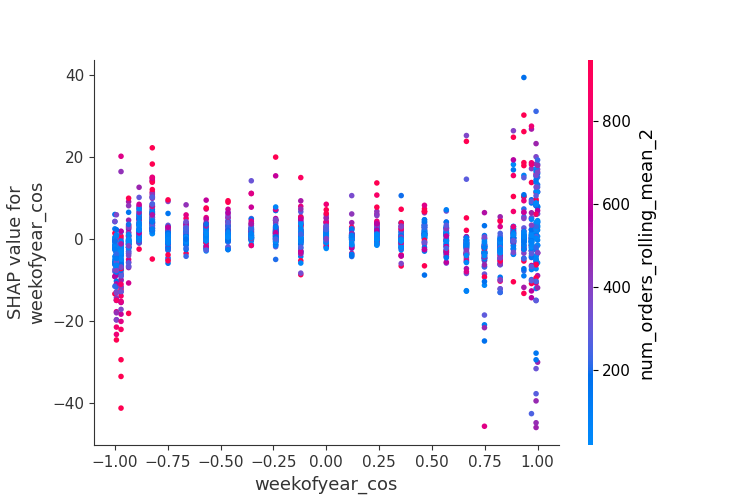 40
20
0
−20
−40
SHAP value for
weekofyear_cos
−1.00 −0.75 −0.50 −0.25 0.00 0.25 0.50 0.75 1.00
weekofyear_cos
800
600
400
200
num_orders_rolling_mean_2